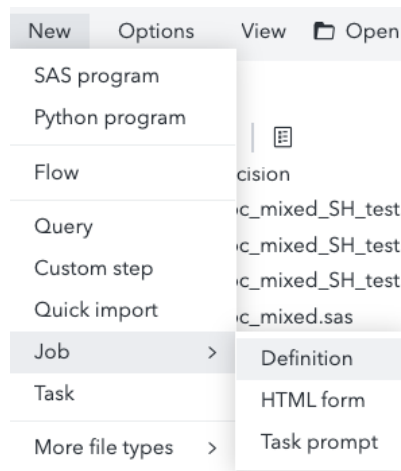 New Options View Open
SAS program
Python program
cision
Flow
c_mixed_SH_test
Query
c_mixed_SH_test
Custom step
c_mixed_SH_test
Quick import
c_mixed.sas
Job
Definition
Task
HTML form
More file types
Task prompt